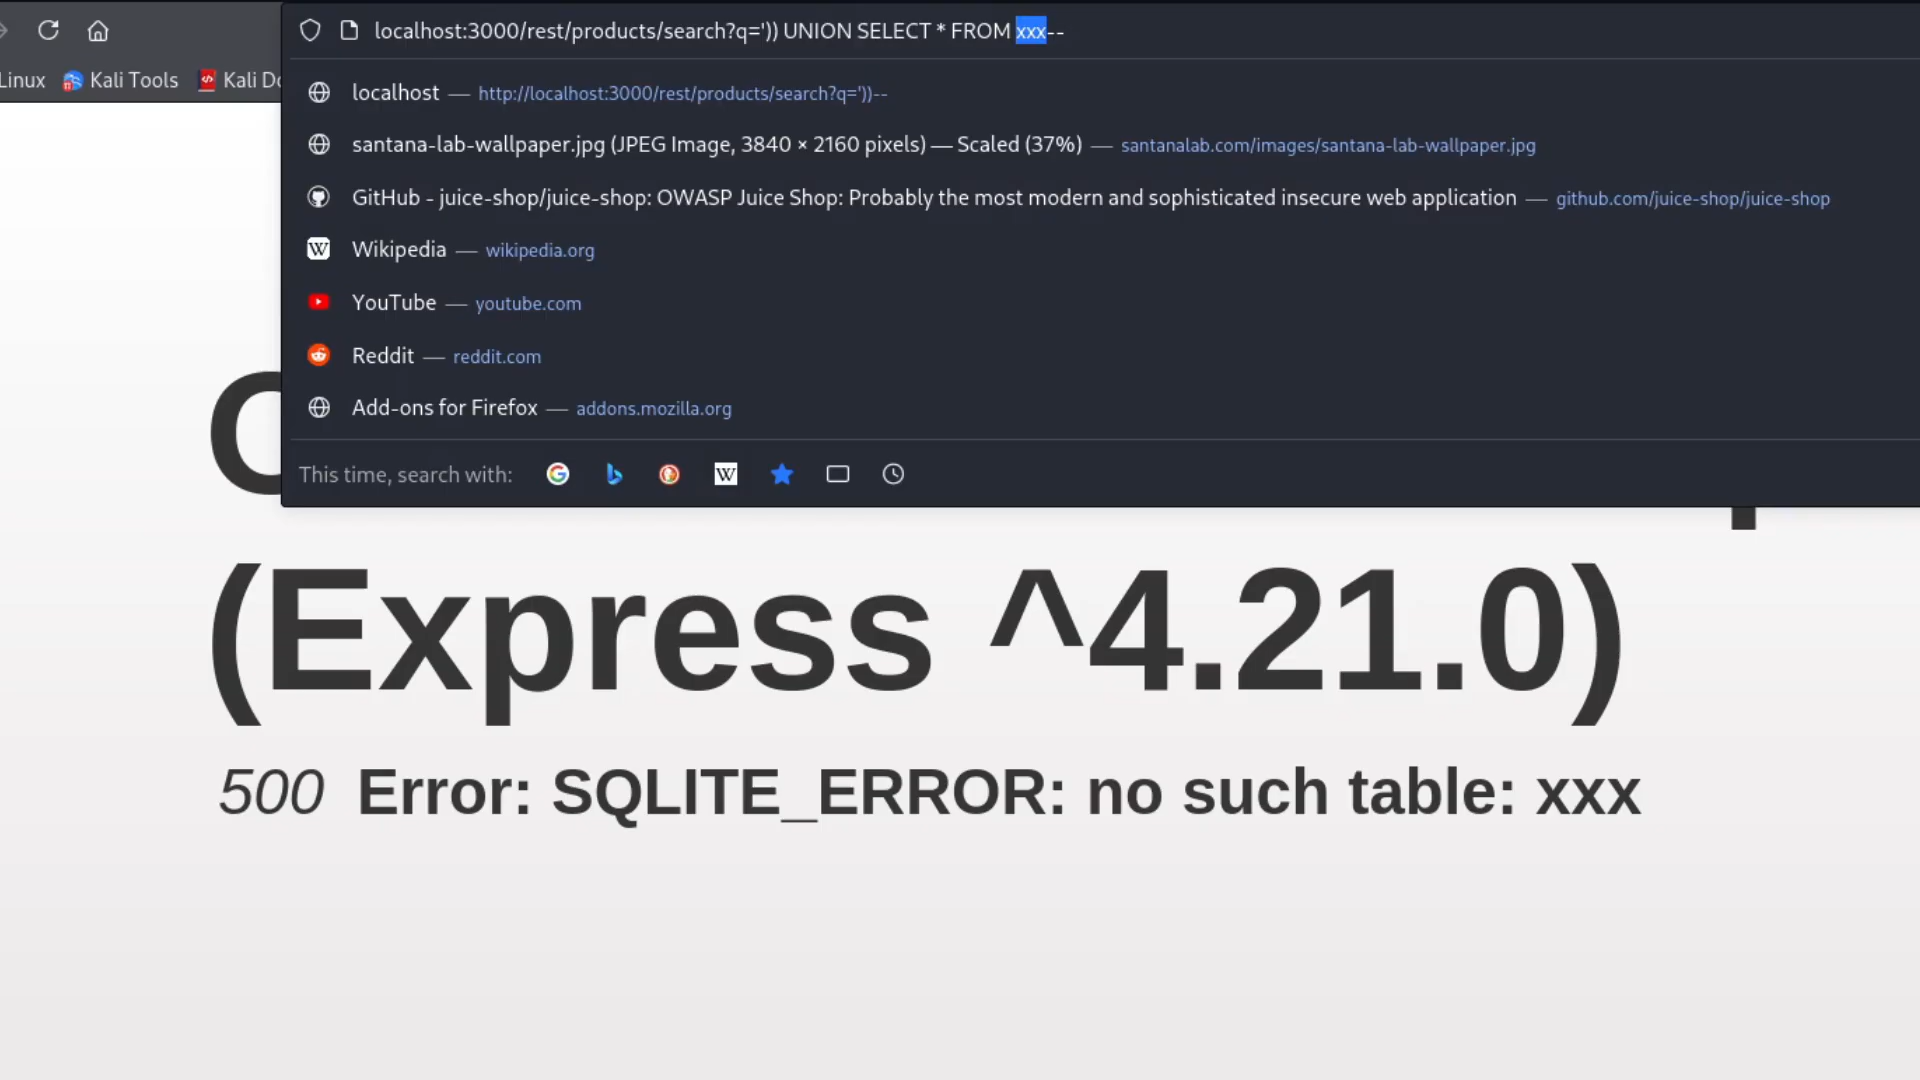 localhost:3000/rest/products/search?q=')) UNION SELECT * FROM xxx--
Linux Kali Tools Kali Do
localhost — http://localhost:3000/rest/products/search?q='))--
santana-lab-wallpaper.jpg (JPEG Image, 3840 × 2160 pixels) — Scaled (37%) — santanalab.com/images/santana-lab-wallpaper.jpg
GitHub - juice-shop/juice-shop: OWASP Juice Shop: Probably the most modern and sophisticated insecure web application — github.com/juice-shop/juice-shop
Wikipedia — wikipedia.org
YouTube — youtube.com
Reddit — reddit.com
Add-ons for Firefox — addons.mozilla.org
This time, search with:
(Express ^4.21.0)
500 Error: SQLITE_ERROR: no such table: xxx